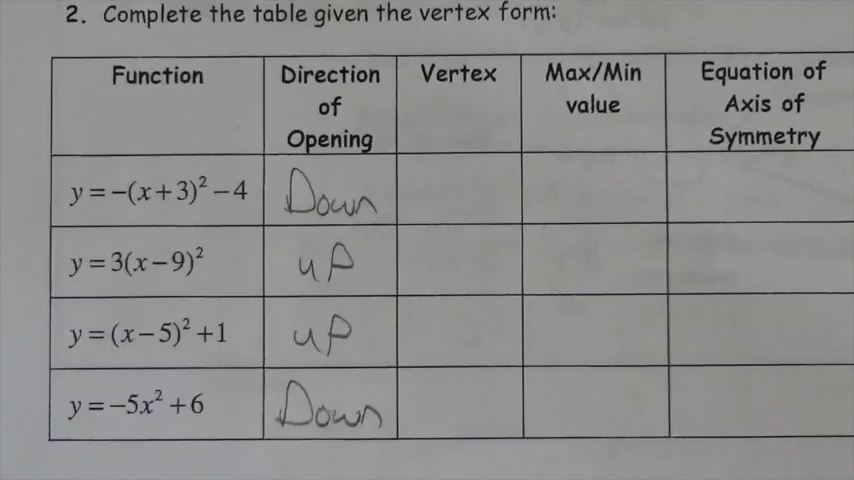 2. Complete the table given the vertex form:
Function Direction of Opening Vertex Max/Min value Equation of Axis of Symmetry
y = -(x+3)² - 4 Down
y = 3(x-9)² up
y = (x-5)² +1 up
y = -5x² + 6 Down